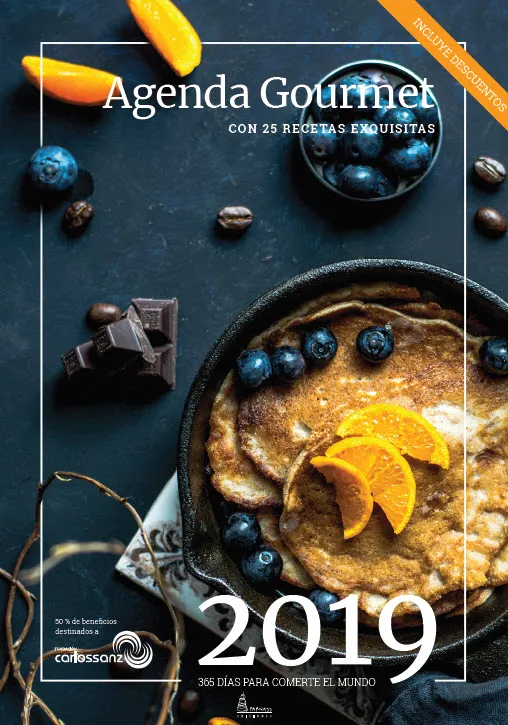 INCLUYE DESCUENTOS
Agenda Gourmet
CON 25 RECETAS EXQUISITAS
50 % de beneficios
destinados a
FUNDACIÓN
carlossanz
2019
365 DÍAS PARA COMERTE EL MUNDO